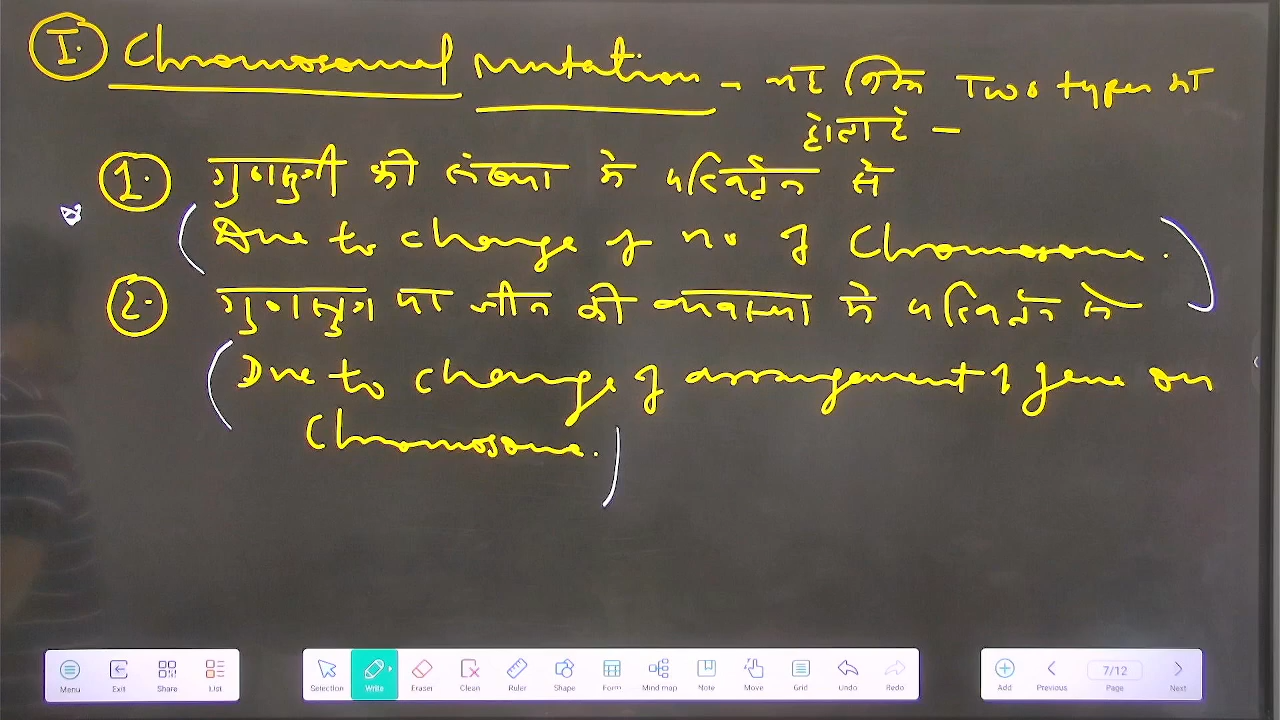 I. Chromosomal Mutation - यह निम्न Two types का
होता है -
1. गुणसुत्रों की संख्या में परिवर्तन से
(Due to change of no of Chromosome.)
2. गुणसुत्र पर जीन की व्यवस्था में परिवर्तन से
(Due to change of arrangement of gene on
Chromosome.)
Menu Exit Share List Selection Write Eraser Clean Ruler Shape Form Mind map Note Move Grid Undo Redo Add Previous 7/12 Page Next